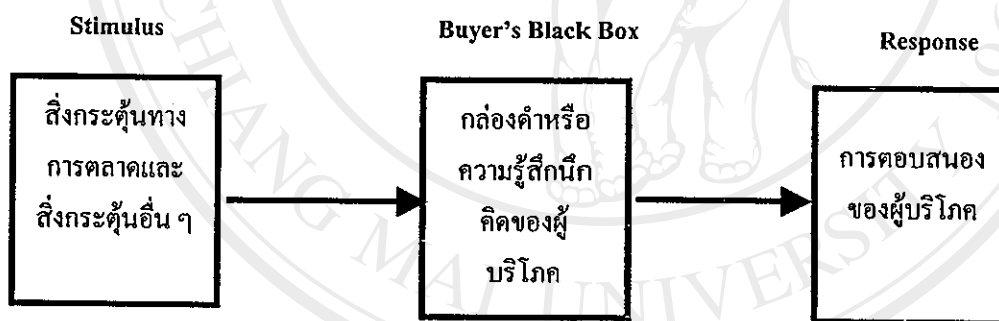 Stimulus
Buyer's Black Box
Response
สิ่งกระตุ้นทาง
การตลาดและ
สิ่งกระตุ้นอื่น ๆ
กล่องดำหรือ
ความรู้สึกนึก
คิดของผู้
บริโภค
การตอบสนอง
ของผู้บริโภค
CHIANG MAI UNIVERSITY